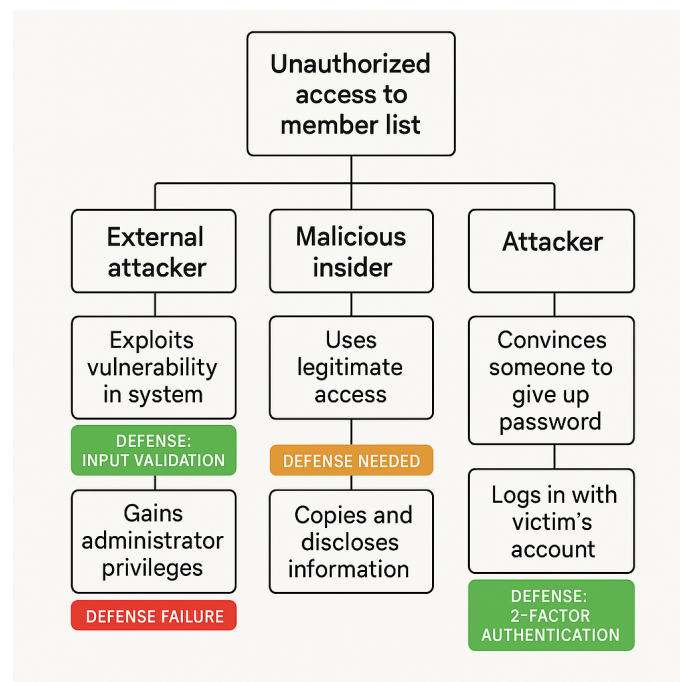 Unauthorized
access to
member list
External
attacker
Exploits
vulnerability
in system
DEFENSE:
INPUT VALIDATION
Gains
administrator
privileges
DEFENSE FAILURE
Malicious
insider
Uses
legitimate
access
DEFENSE NEEDED
Copies and
discloses
information
Attacker
Convinces
someone to
give up
password
Logs in with
victim's
account
DEFENSE:
2-FACTOR
AUTHENTICATION